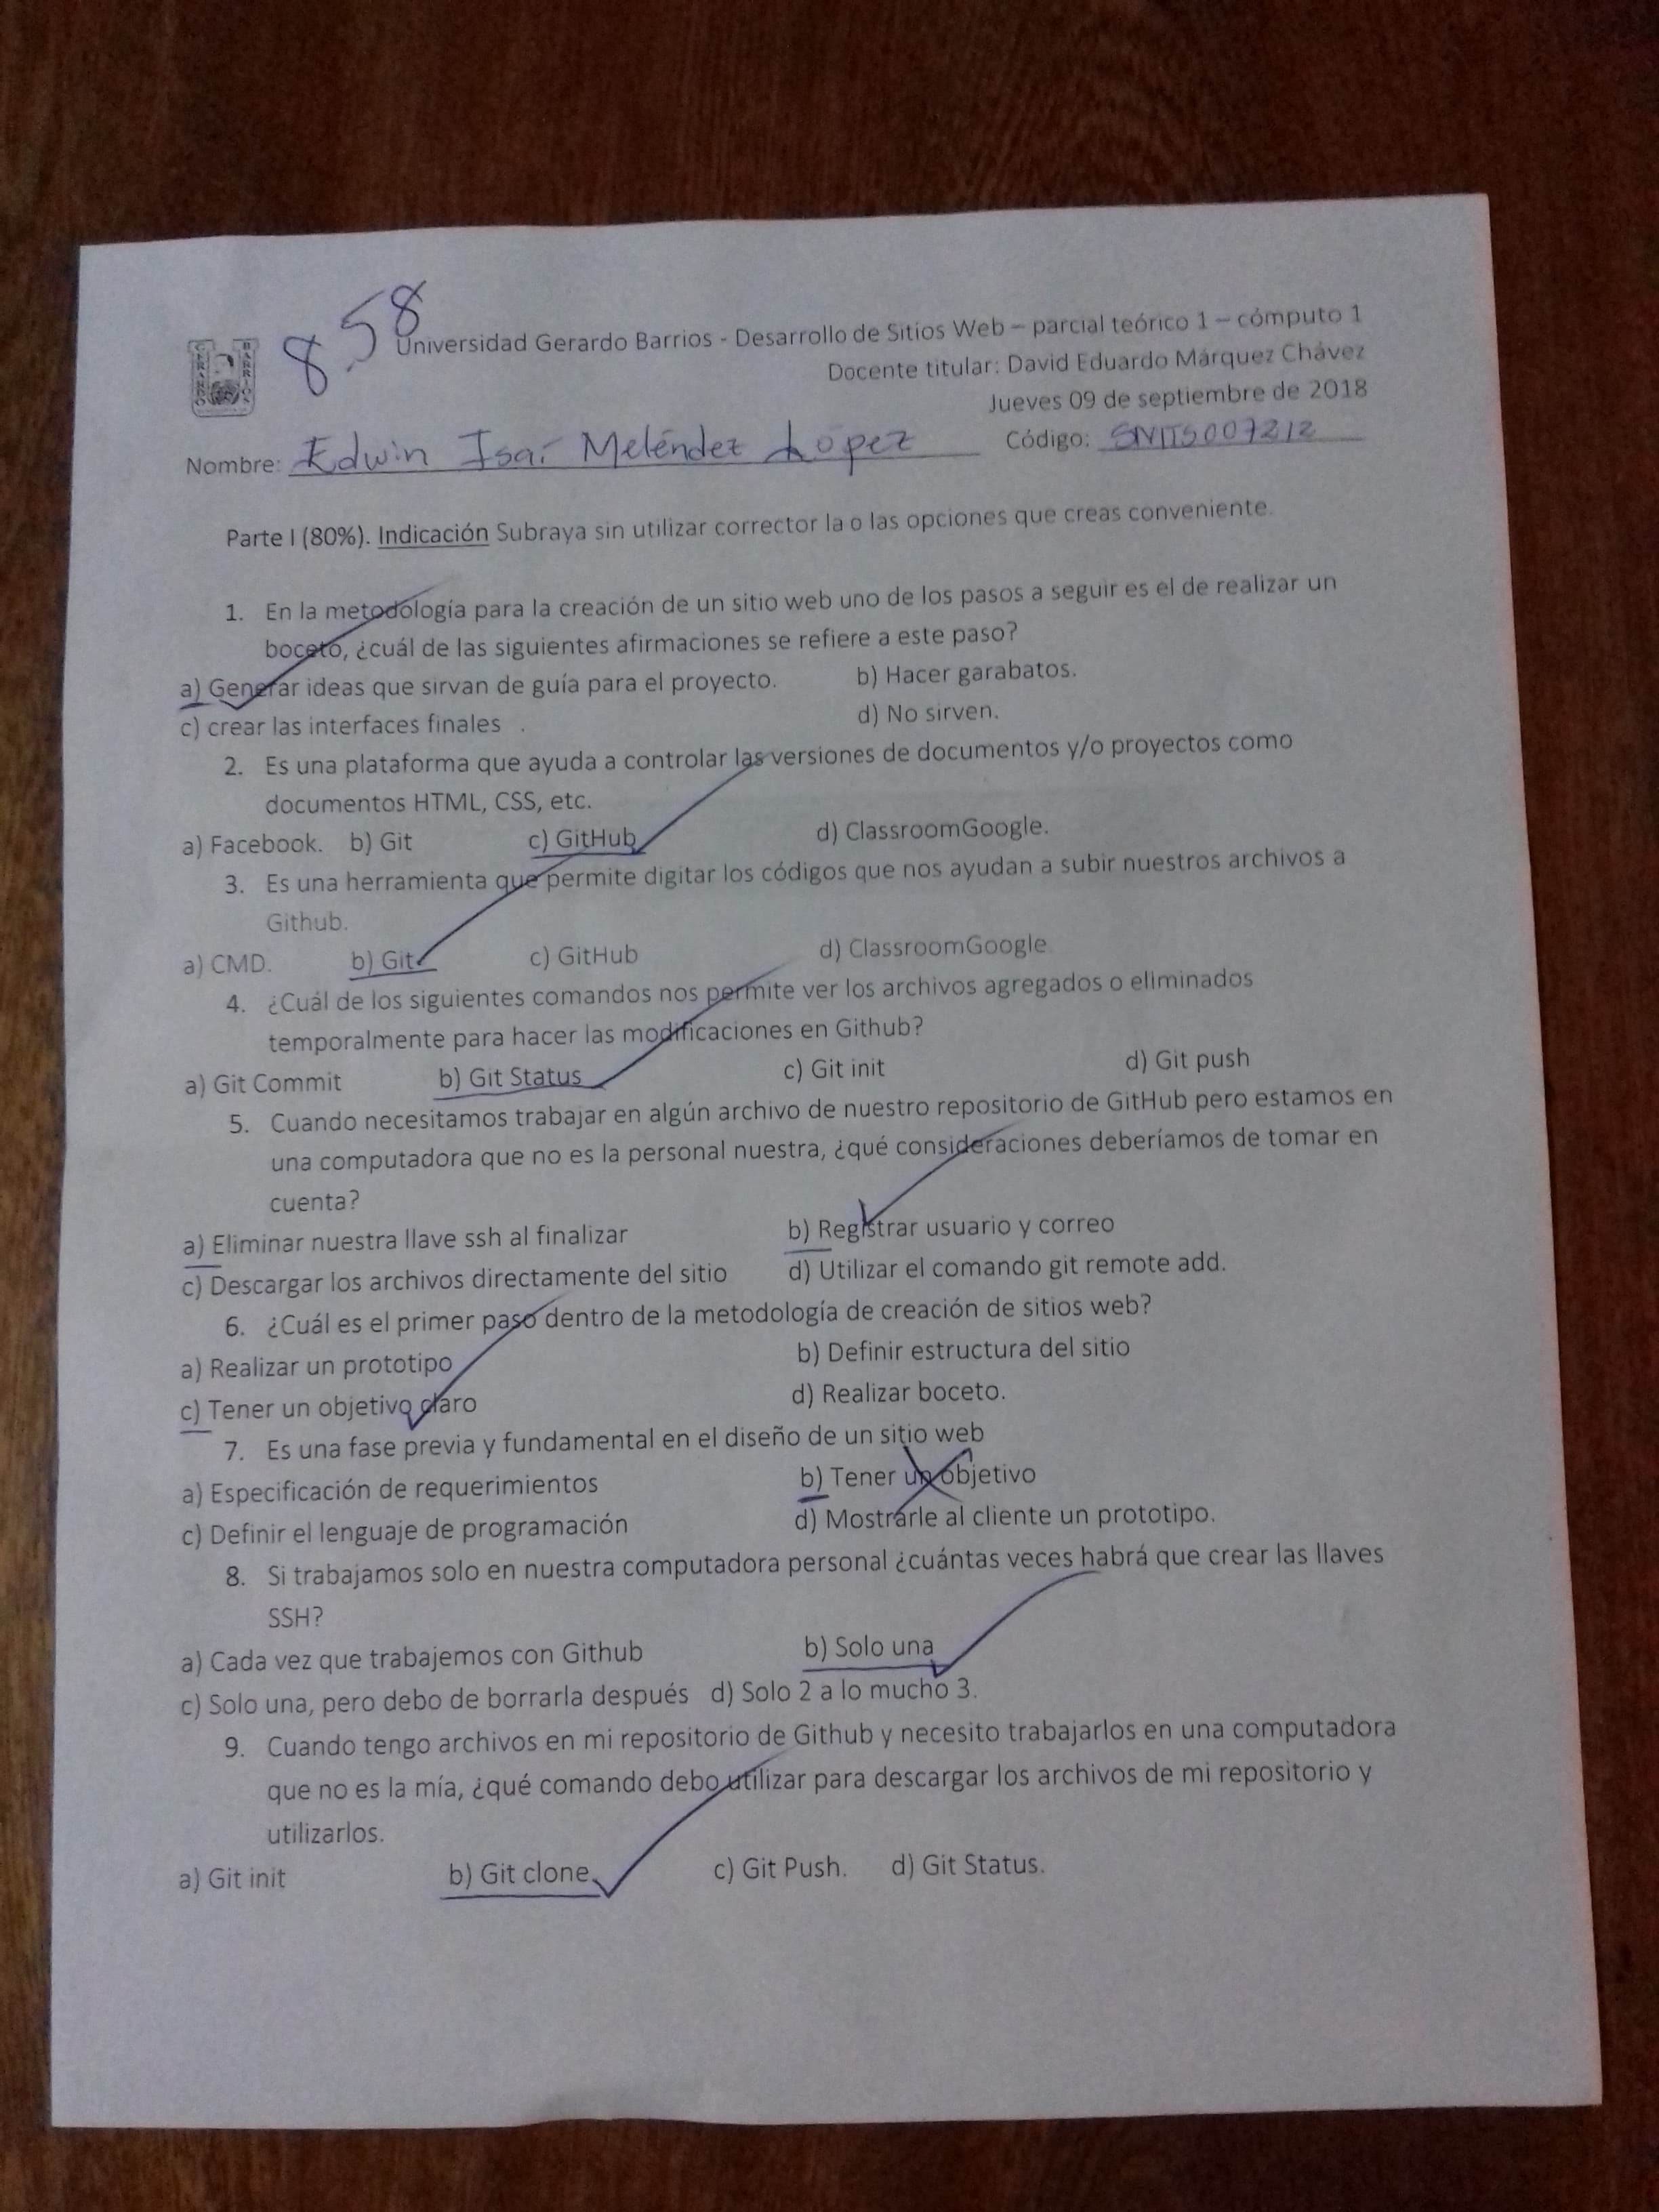 8.58
Universidad Gerardo Barrios - Desarrollo de Sitios Web – parcial teórico 1 – cómputo 1
Docente titular: David Eduardo Márquez Chávez
Jueves 09 de septiembre de 2018
Nombre: Edwin Isaí Meléndez López Código:
Parte I (80%). Indicación Subraya sin utilizar corrector la o las opciones que creas conveniente.
1. En la metodología para la creación de un sitio web uno de los pasos a seguir es el de realizar un
boceto, ¿cuál de las siguientes afirmaciones se refiere a este paso?
a) Generar ideas que sirvan de guía para el proyecto. b) Hacer garabatos.
c) crear las interfaces finales . d) No sirven.
2. Es una plataforma que ayuda a controlar las versiones de documentos y/o proyectos como
documentos HTML, CSS, etc.
a) Facebook. b) Git c) GitHub d) ClassroomGoogle.
3. Es una herramienta que permite digitar los códigos que nos ayudan a subir nuestros archivos a
Github.
a) CMD. b) Git c) GitHub d) ClassroomGoogle
4. ¿Cuál de los siguientes comandos nos permite ver los archivos agregados o eliminados
temporalmente para hacer las modificaciones en Github?
a) Git Commit b) Git Status c) Git init d) Git push
5. Cuando necesitamos trabajar en algún archivo de nuestro repositorio de GitHub pero estamos en
una computadora que no es la personal nuestra, ¿qué consideraciones deberíamos de tomar en
cuenta?
a) Eliminar nuestra llave ssh al finalizar b) Registrar usuario y correo
c) Descargar los archivos directamente del sitio d) Utilizar el comando git remote add.
6. ¿Cuál es el primer paso dentro de la metodología de creación de sitios web?
a) Realizar un prototipo b) Definir estructura del sitio
c) Tener un objetivo claro d) Realizar boceto.
7. Es una fase previa y fundamental en el diseño de un sitio web
a) Especificación de requerimientos b) Tener un objetivo
c) Definir el lenguaje de programación d) Mostrarle al cliente un prototipo.
8. Si trabajamos solo en nuestra computadora personal ¿cuántas veces habrá que crear las llaves
SSH?
a) Cada vez que trabajemos con Github b) Solo una
c) Solo una, pero debo de borrarla después d) Solo 2 a lo mucho 3.
9. Cuando tengo archivos en mi repositorio de Github y necesito trabajarlos en una computadora
que no es la mía, ¿qué comando debo utilizar para descargar los archivos de mi repositorio y
utilizarlos.
a) Git init b) Git clone c) Git Push. d) Git Status.